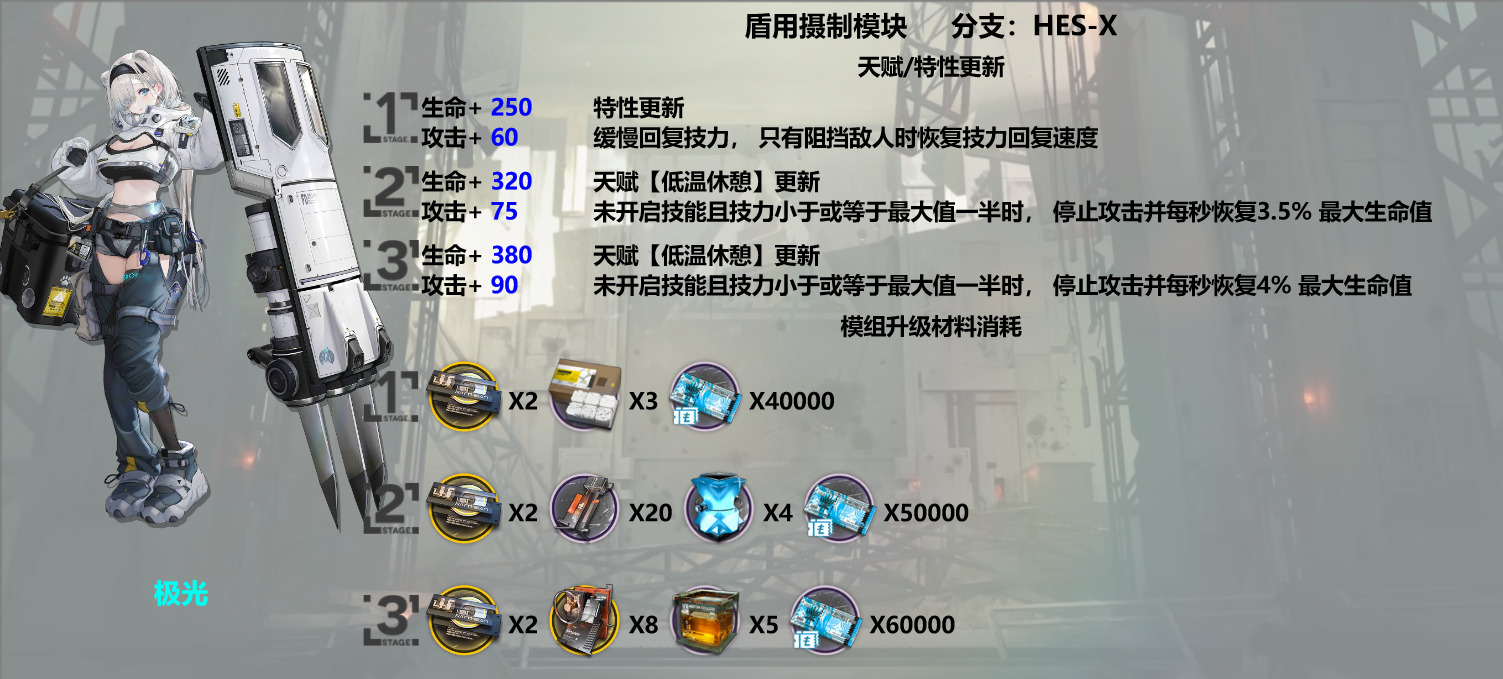 盾用摄制模块 分支：HES-X
天赋/特性更新
1 STAGE.
生命+ 250 特性更新
攻击+ 60 缓慢回复技力， 只有阻挡敌人时恢复技力回复速度
2 STAGE.
生命+ 320 天赋【低温休憩】更新
攻击+ 75 未开启技能且技力小于或等于最大值一半时， 停止攻击并每秒恢复3.5% 最大生命值
3 STAGE.
生命+ 380 天赋【低温休憩】更新
攻击+ 90 未开启技能且技力小于或等于最大值一半时， 停止攻击并每秒恢复4% 最大生命值
模组升级材料消耗
1 STAGE. X2 X3 X40000
2 STAGE. X2 X20 X4 X50000
极光
3 STAGE. X2 X8 X5 X60000